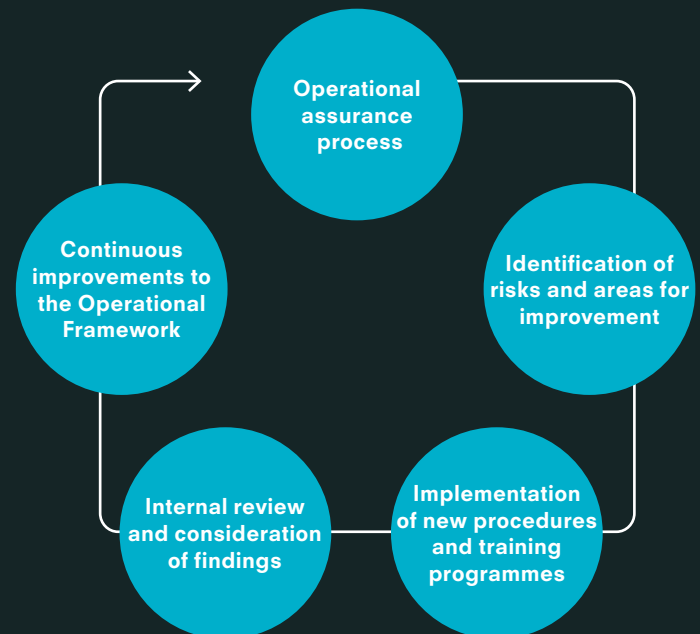 Operational
assurance
process
Identification of
risks and areas for
improvement
Implementation
of new procedures
and training
programmes
Internal review
and consideration
of findings
Continuous
improvements to
the Operational
Framework